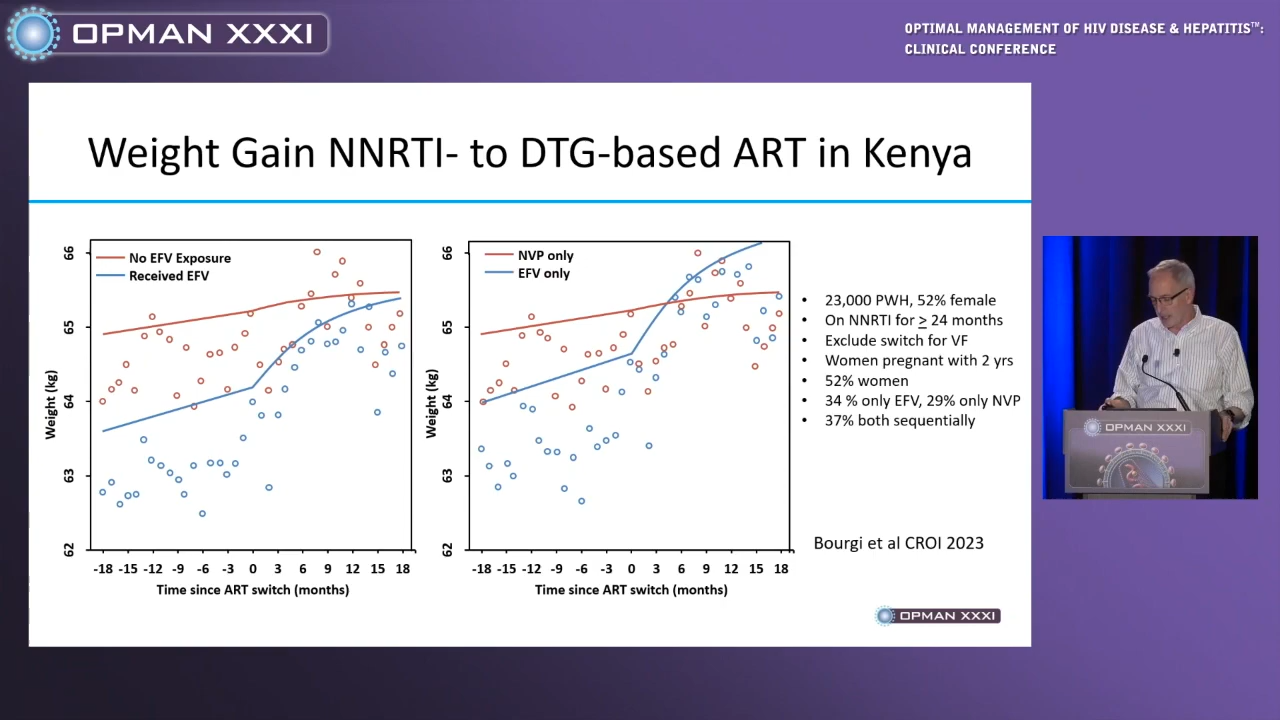 OPMAN XXXI
OPTIMAL MANAGEMENT OF HIV DISEASE & HEPATITIS™:
CLINICAL CONFERENCE
Weight Gain NNRTI- to DTG-based ART in Kenya
No EFV Exposure
Received EFV
66
65
64
63
62
Weight (kg)
-18 -15 -12 -9 -6 -3 0 3 6 9 12 15 18
Time since ART switch (months)
NVP only
EFV only
66
65
64
63
62
Weight (kg)
-18 -15 -12 -9 -6 -3 0 3 6 9 12 15 18
Time since ART switch (months)
• 23,000 PWH, 52% female
• On NNRTI for ≥ 24 months
• Exclude switch for VF
• Women pregnant with 2 yrs
• 52% women
• 34 % only EFV, 29% only NVP
• 37% both sequentially
Bourgi et al CROI 2023
OPMAN XXXI
OPMAN XXXI